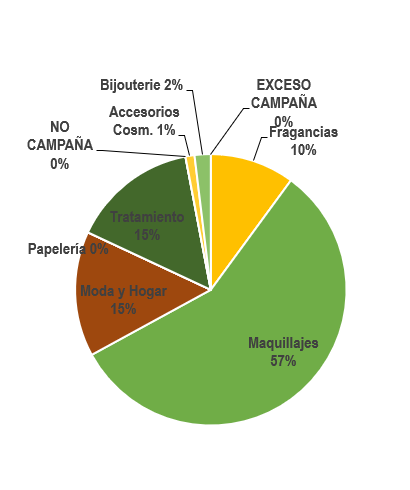 Bijouterie 2%
EXCESO
CAMPAÑA
0%
Accesorios
Cosm. 1%
NO
CAMPAÑA
0%
Fragancias
10%
Tratamiento
15%
Papelería 0%
Moda y Hogar
15%
Maquillajes
57%